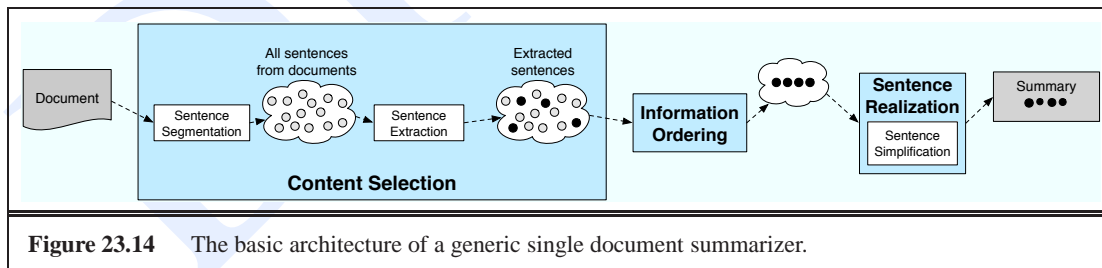 Document
Sentence
Segmentation
All sentences
from documents
Sentence
Extraction
Extracted
sentences
Content Selection
Information
Ordering
Sentence
Realization
Sentence
Simplification
Summary
Figure 23.14 The basic architecture of a generic single document summarizer.